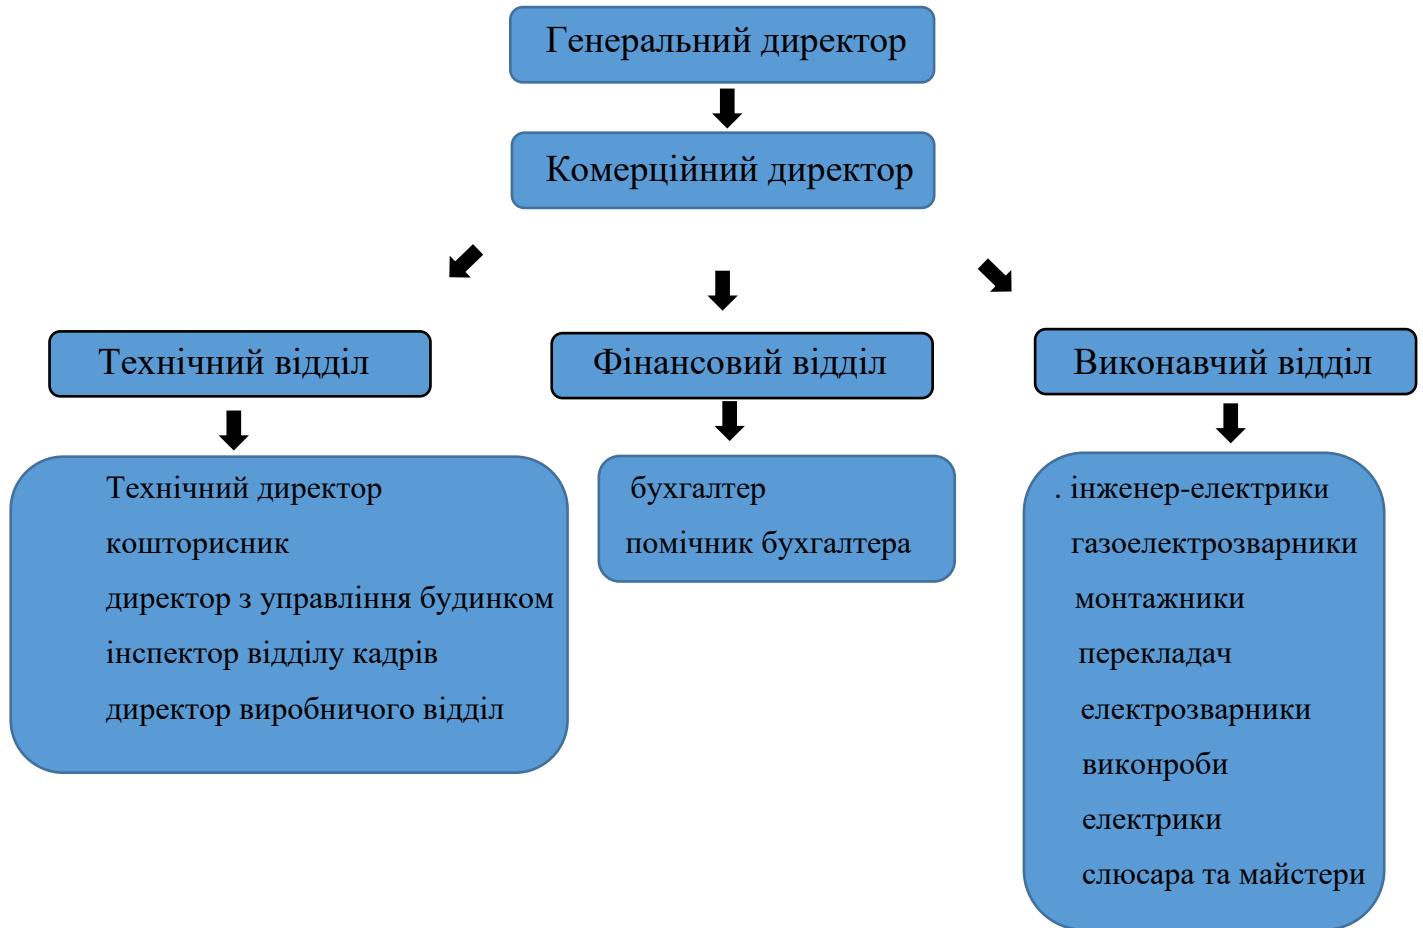 Генеральний директор
Комерційний директор
Технічний відділ
Фінансовий відділ
Виконавчий відділ
Технічний директор
кошторисник
директор з управління будинком
інспектор відділу кадрів
директор виробничого відділ
бухгалтер
помічник бухгалтера
. інженер-електрики
газоелектрозварники
монтажники
перекладач
електрозварники
виконроби
електрики
слюсара та майстери